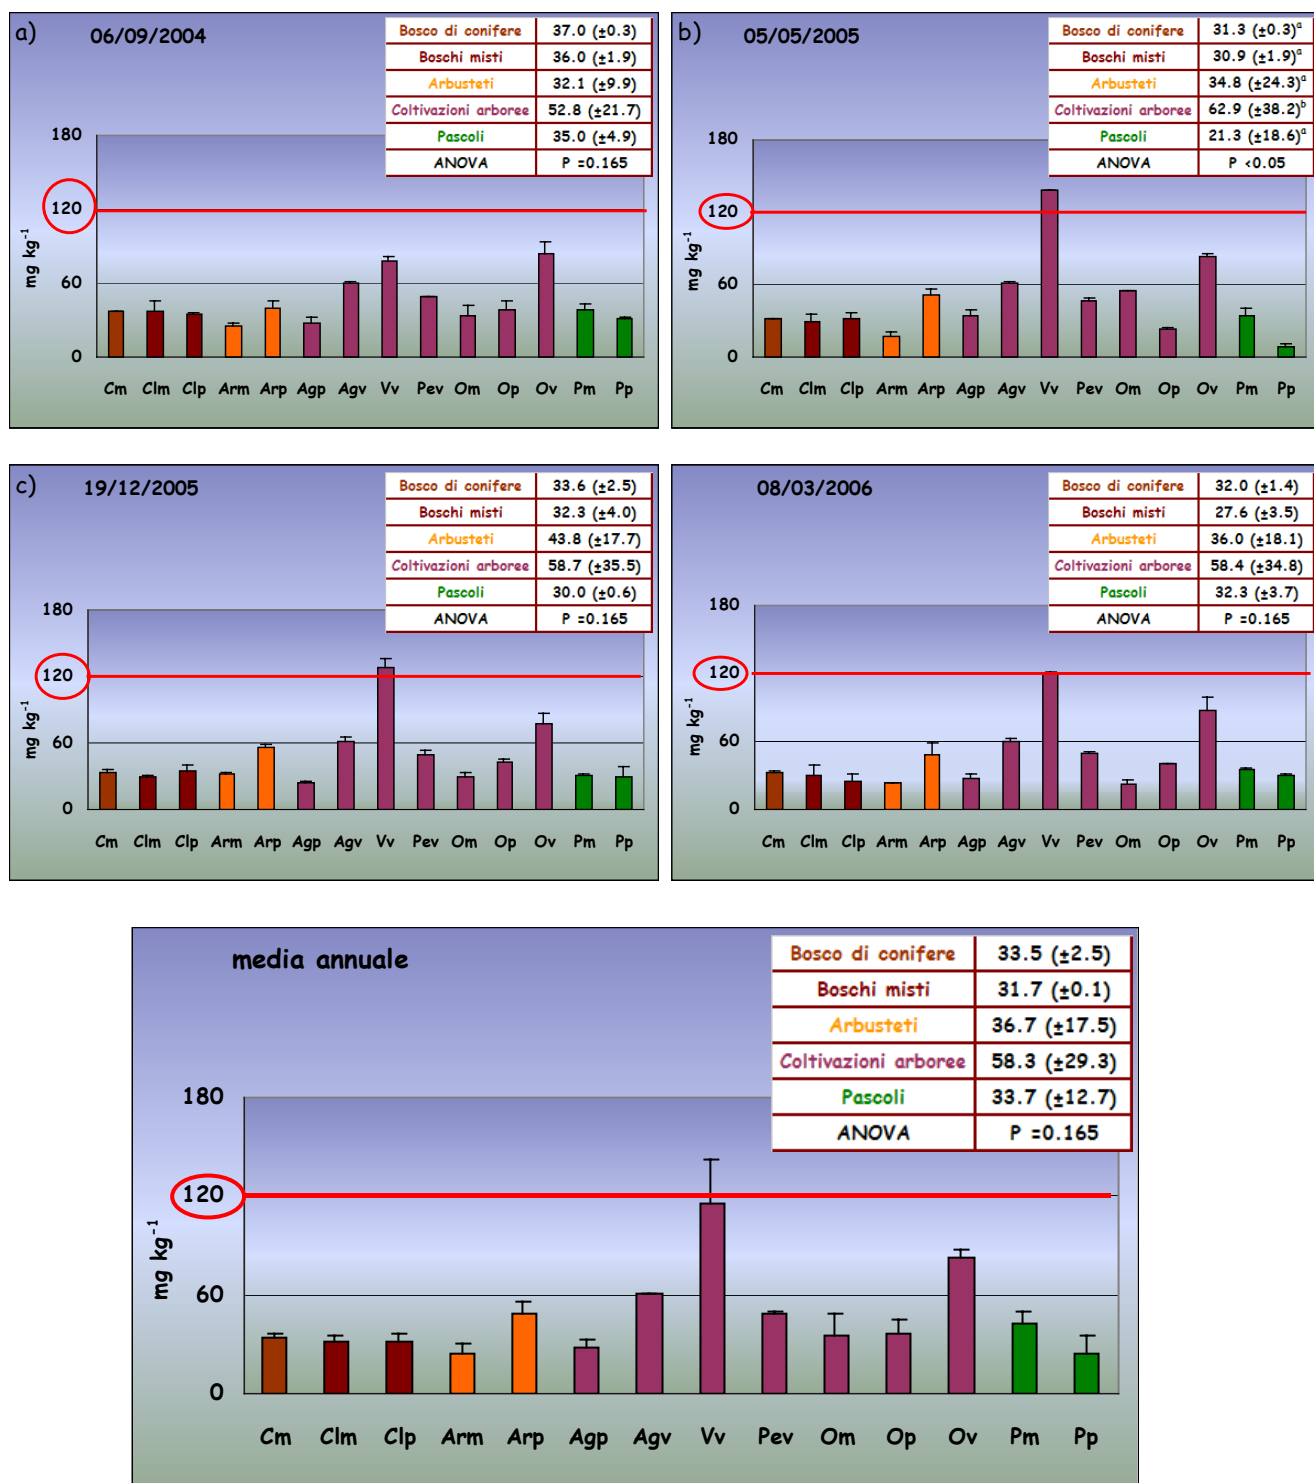 a) 06/09/2004
Bosco di conifere 37.0 (±0.3)
Boschi misti 36.0 (±1.9)
Arbusteti 32.1 (±9.9)
Coltivazioni arboree 52.8 (±21.7)
Pascoli 35.0 (±4.9)
ANOVA P =0.165
180
120
60
0
mg kg⁻¹
Cm Clm Clp Arm Arp Agp Agv Vv Pev Om Op Ov Pm Pp
b) 05/05/2005
Bosco di conifere 31.3 (±0.3)ᵃ
Boschi misti 30.9 (±1.9)ᵃ
Arbusteti 34.8 (±24.3)ᵃ
Coltivazioni arboree 62.9 (±38.2)ᵇ
Pascoli 21.3 (±18.6)ᵃ
ANOVA P <0.05
180
120
60
0
mg kg⁻¹
Cm Clm Clp Arm Arp Agp Agv Vv Pev Om Op Ov Pm Pp
c) 19/12/2005
Bosco di conifere 33.6 (±2.5)
Boschi misti 32.3 (±4.0)
Arbusteti 43.8 (±17.7)
Coltivazioni arboree 58.7 (±35.5)
Pascoli 30.0 (±0.6)
ANOVA P =0.165
180
120
60
0
mg kg⁻¹
Cm Clm Clp Arm Arp Agp Agv Vv Pev Om Op Ov Pm Pp
08/03/2006
Bosco di conifere 32.0 (±1.4)
Boschi misti 27.6 (±3.5)
Arbusteti 36.0 (±18.1)
Coltivazioni arboree 58.4 (±34.8)
Pascoli 32.3 (±3.7)
ANOVA P =0.165
180
120
60
0
mg kg⁻¹
Cm Clm Clp Arm Arp Agp Agv Vv Pev Om Op Ov Pm Pp
media annuale
Bosco di conifere 33.5 (±2.5)
Boschi misti 31.7 (±0.1)
Arbusteti 36.7 (±17.5)
Coltivazioni arboree 58.3 (±29.3)
Pascoli 33.7 (±12.7)
ANOVA P =0.165
180
120
60
0
mg kg⁻¹
Cm Clm Clp Arm Arp Agp Agv Vv Pev Om Op Ov Pm Pp